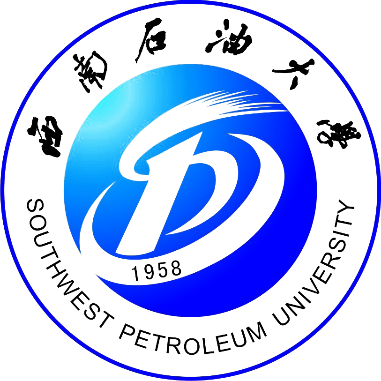 西南石油大学
1958
SOUTHWEST PETROLEUM UNIVERSITY